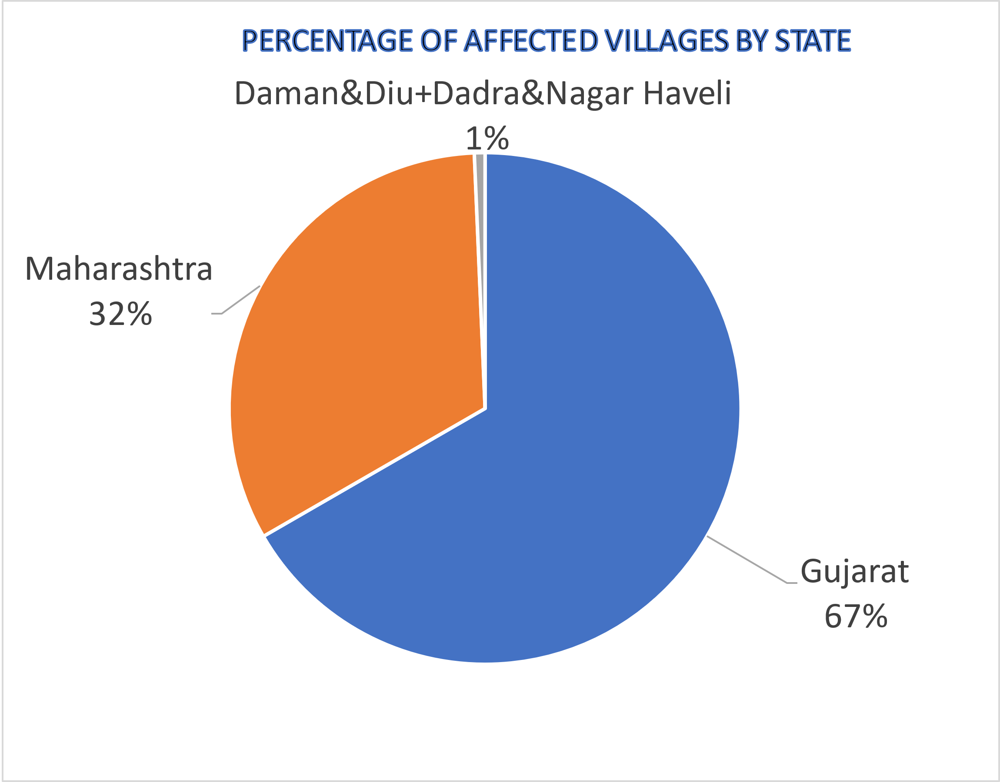 PERCENTAGE OF AFFECTED VILLAGES BY STATE
Daman&Diu+Dadra&Nagar Haveli
1%
Maharashtra
32%
Gujarat
67%